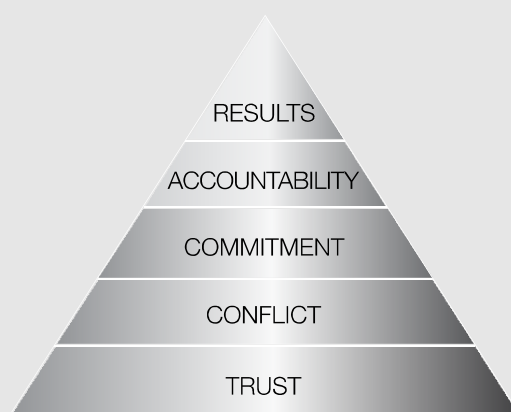 RESULTS
ACCOUNTABILITY
COMMITMENT
CONFLICT
TRUST